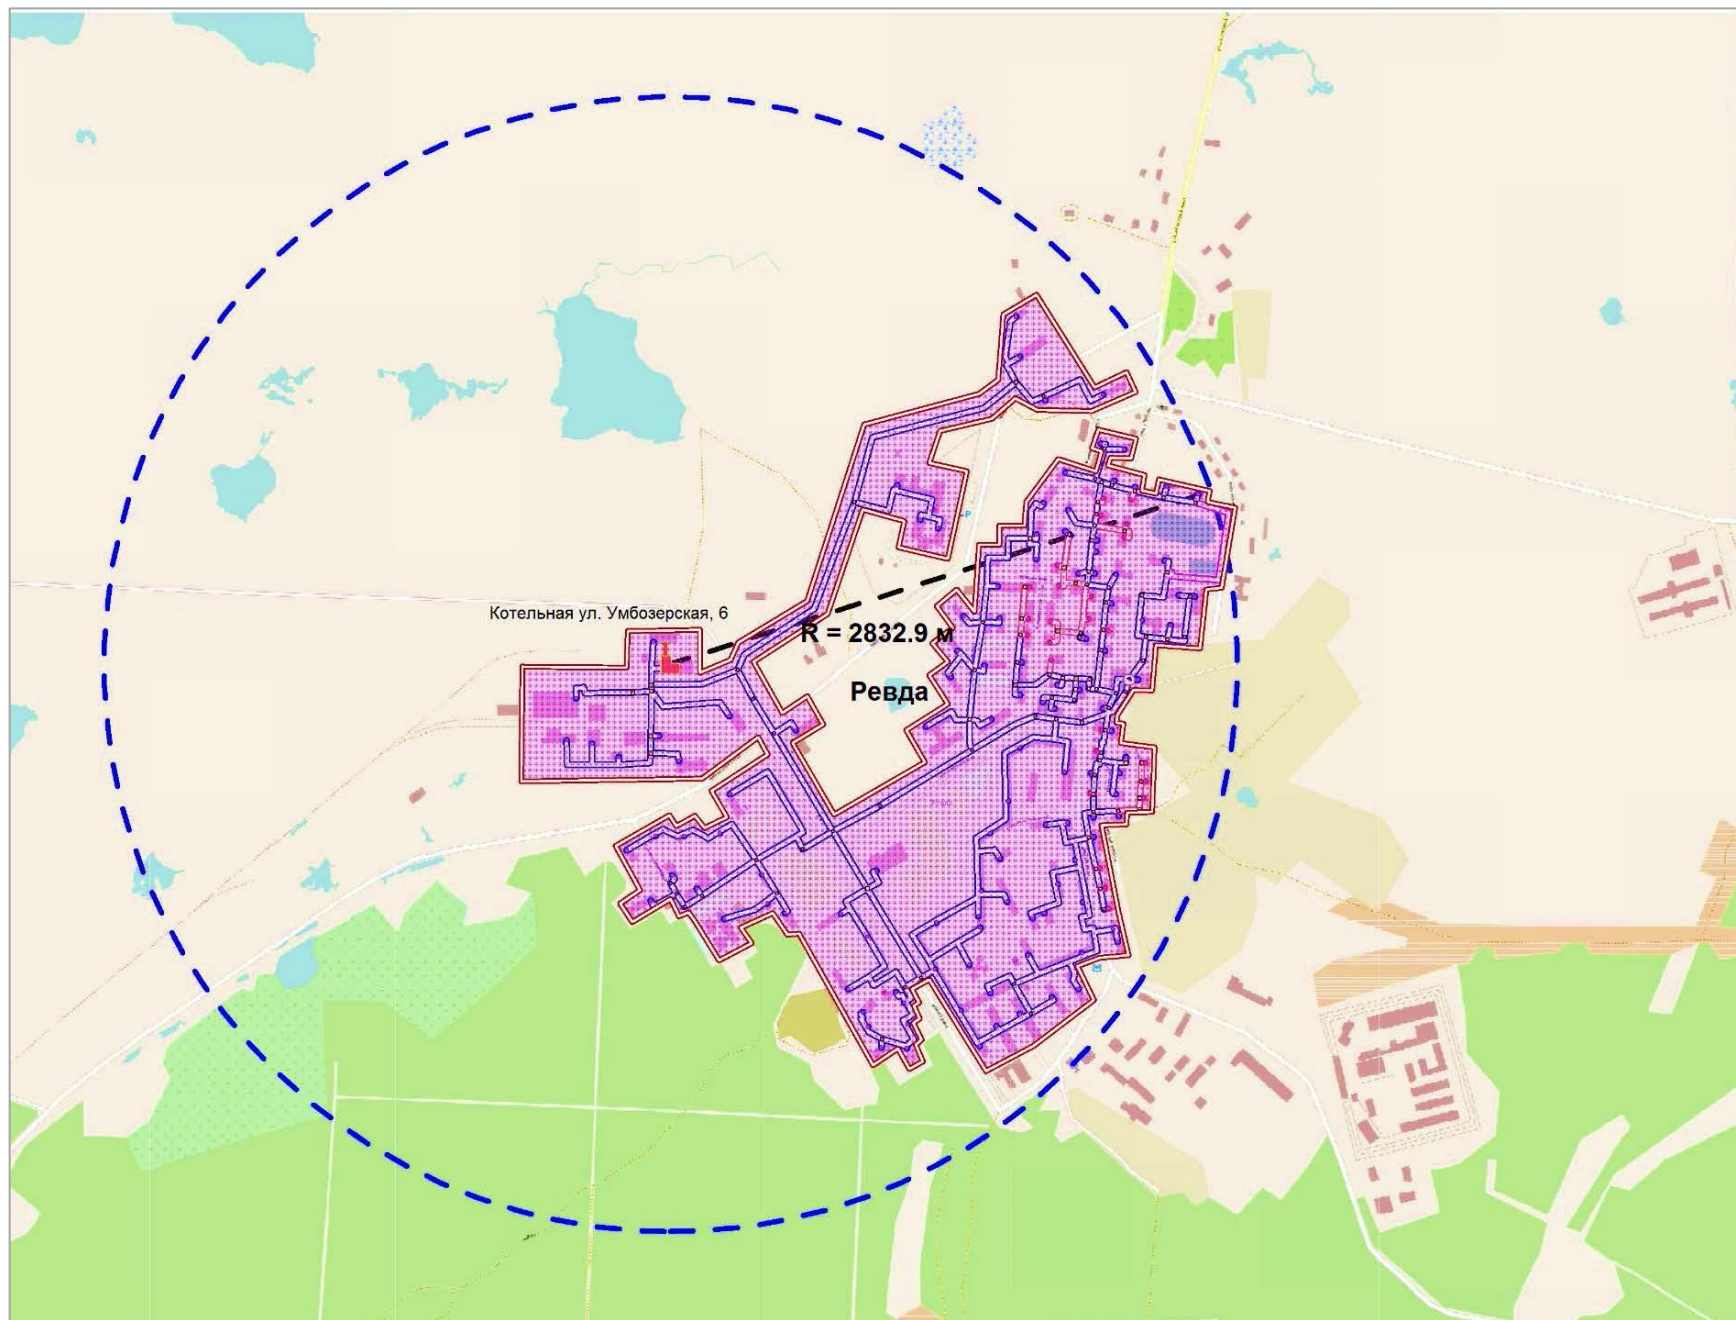 Котельная ул. Умбозерская, 6
R = 2832.9 м
Ревда